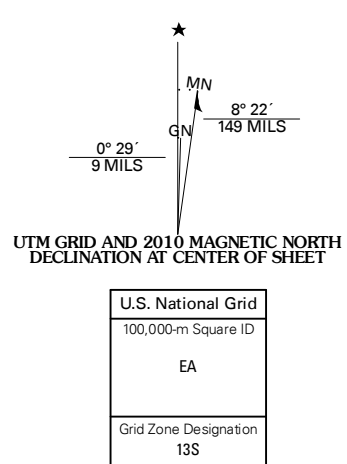 ★
MN
GN
8° 22´
149 MILS
0° 29´
9 MILS
UTM GRID AND 2010 MAGNETIC NORTH
DECLINATION AT CENTER OF SHEET
U.S. National Grid
100,000-m Square ID
EA
Grid Zone Designation
13S